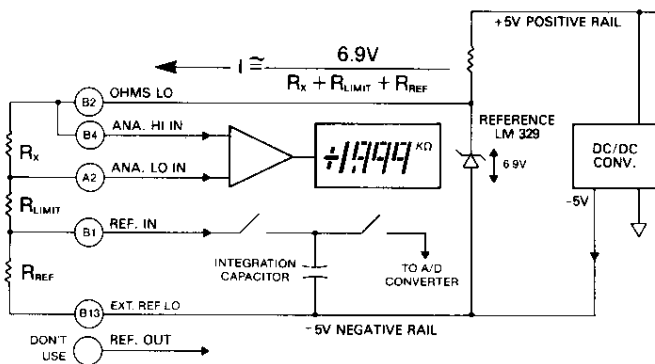 +5V POSITIVE RAIL
I ≅ 6.9V
RX + RLIMIT + RREF
B2 OHMS LO
REFERENCE
LM 329
B4 ANA. HI IN
6.9V
DC/DC
CONV.
+1.999 KΩ
RX
A2 ANA. LO IN
-5V
RLIMIT
B1 REF. IN
INTEGRATION
CAPACITOR
TO A/D
CONVERTER
RREF
B13 EXT. REF LO
-5V NEGATIVE RAIL
DON'T
USE
REF. OUT